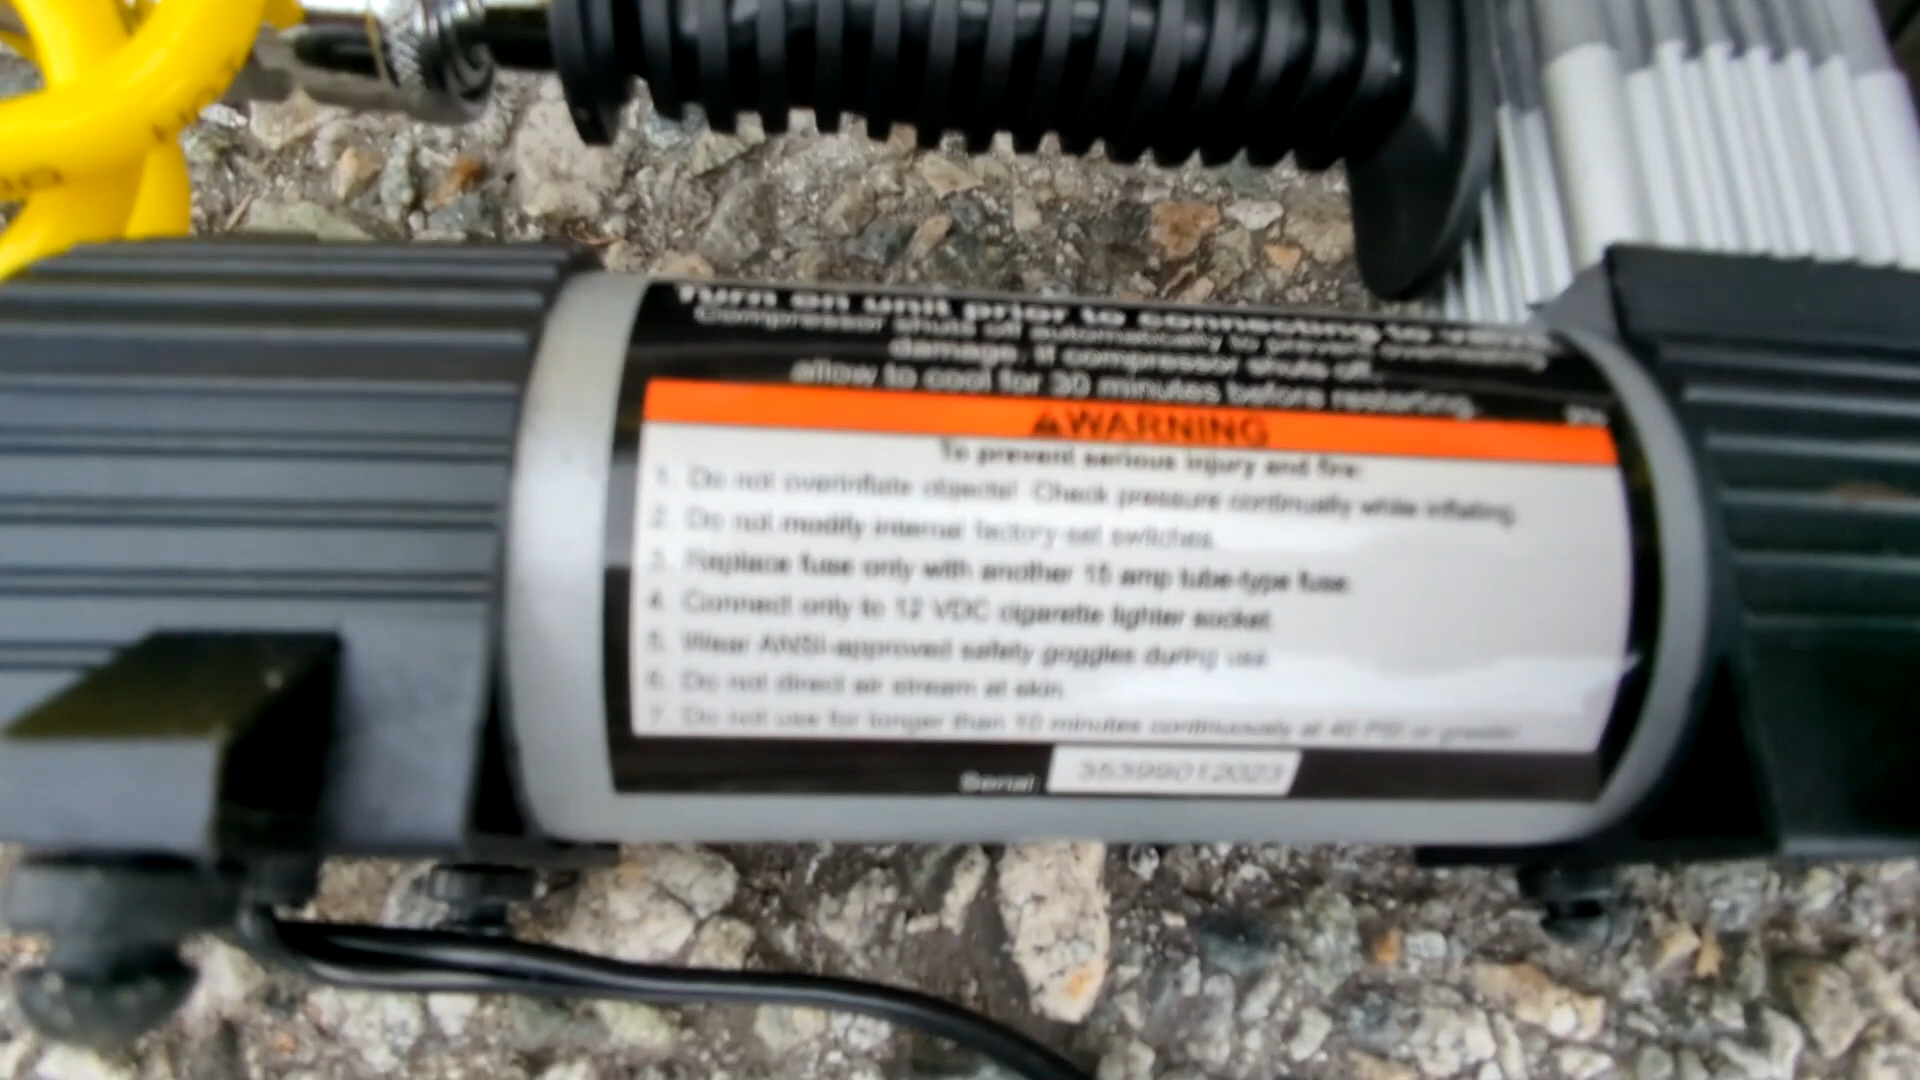 Turn on unit prior to connecting to valve
Compressor shuts off automatically to prevent overheating
damage. If compressor shuts off,
allow to cool for 30 minutes before restarting.
WARNING
To prevent serious injury and fire:
1. Do not overinflate objects! Check pressure continually while inflating.
2. Do not modify internal factory-set switches.
3. Replace fuse only with another 15 amp tube-type fuse.
4. Connect only to 12 VDC cigarette lighter socket.
5. Wear ANSI-approved safety goggles during use.
6. Do not direct air stream at skin.
7. Do not use for longer than 10 minutes continuously at 40 PSI or greater
Serial: 35399012023